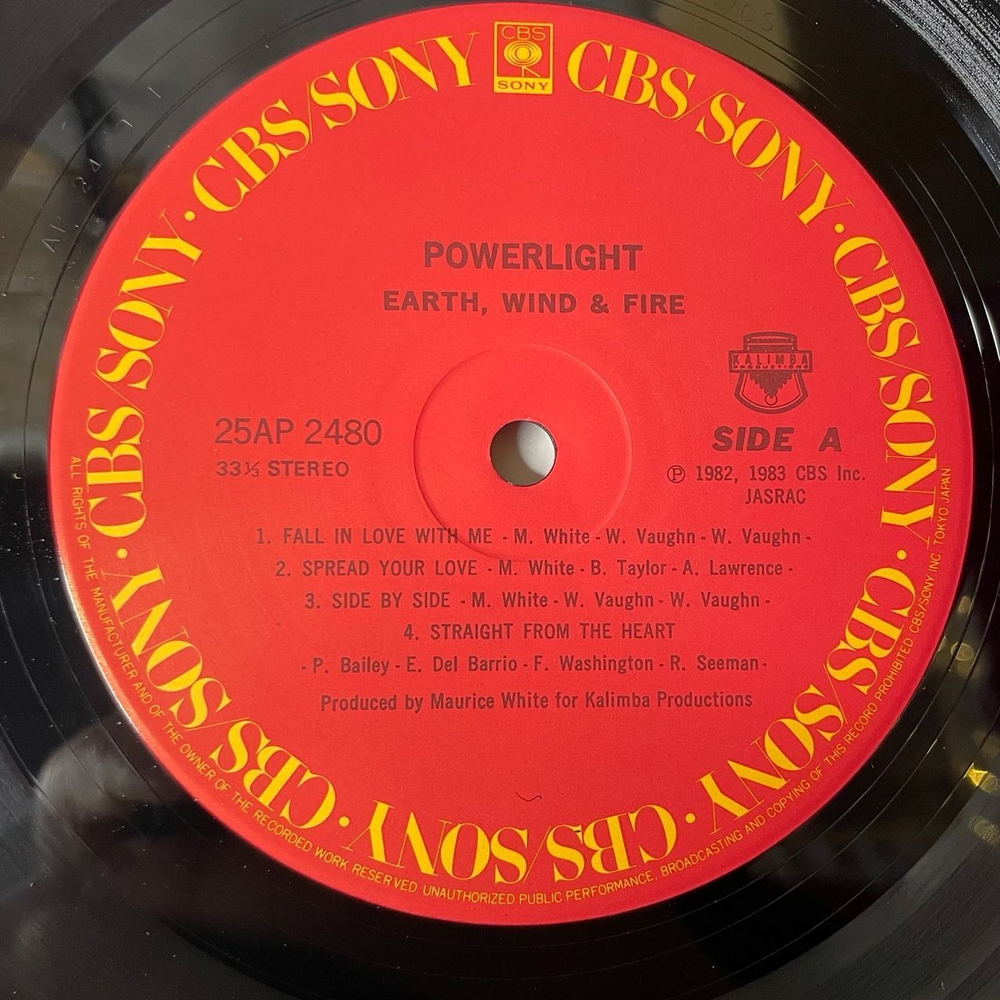 CBS
SONY
CBS/SONY · CBS/SONY · CBS/SONY · CBS/SONY · CBS/SONY · CBS/SONY · CBS/SONY · CBS/SONY · CBS/SONY
POWERLIGHT
EARTH, WIND & FIRE
KALIMBA
PRODUCTIONS
25AP 2480
SIDE A
33⅓ STEREO
Ⓟ 1982, 1983 CBS Inc.
JASRAC
1. FALL IN LOVE WITH ME - M. White - W. Vaughn - W. Vaughn -
2. SPREAD YOUR LOVE - M. White - B. Taylor - A. Lawrence -
3. SIDE BY SIDE - M. White - W. Vaughn - W. Vaughn -
4. STRAIGHT FROM THE HEART
- P. Bailey - E. Del Barrio - F. Washington - R. Seeman -
Produced by Maurice White for Kalimba Productions
ALL RIGHTS OF THE MANUFACTURER AND OF THE OWNER OF THE RECORDED WORK RESERVED UNAUTHORIZED PUBLIC PERFORMANCE, BROADCASTING AND COPYING OF THIS RECORD PROHIBITED CBS/SONY INC TOKYO JAPAN